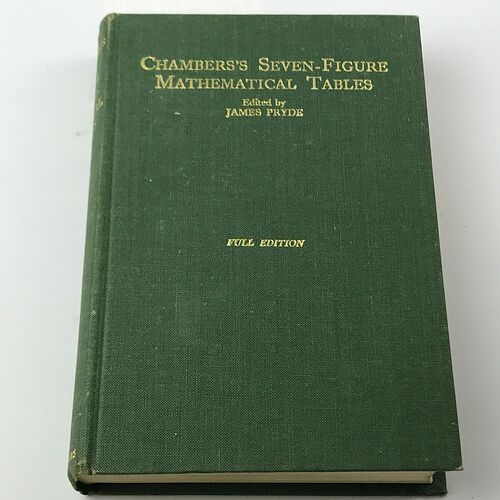 CHAMBERS'S SEVEN-FIGURE
MATHEMATICAL TABLES
Edited by
JAMES PRYDE
FULL EDITION